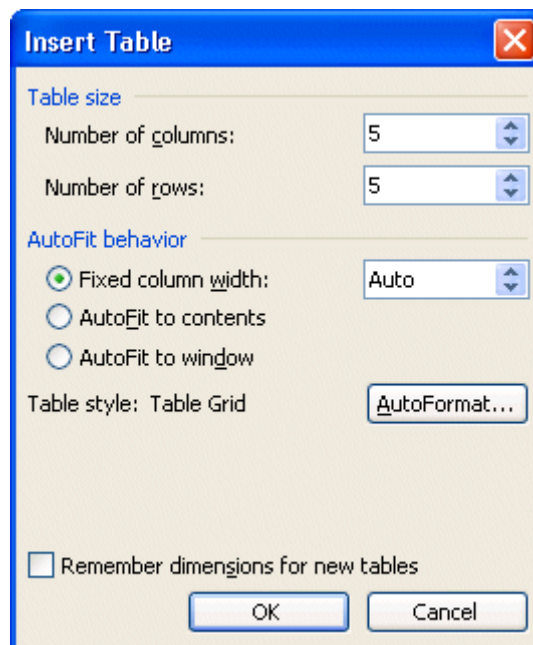 Insert Table
Table size
Number of columns: 5
Number of rows: 5
AutoFit behavior
Fixed column width: Auto
AutoFit to contents
AutoFit to window
Table style: Table Grid AutoFormat...
Remember dimensions for new tables
OK Cancel